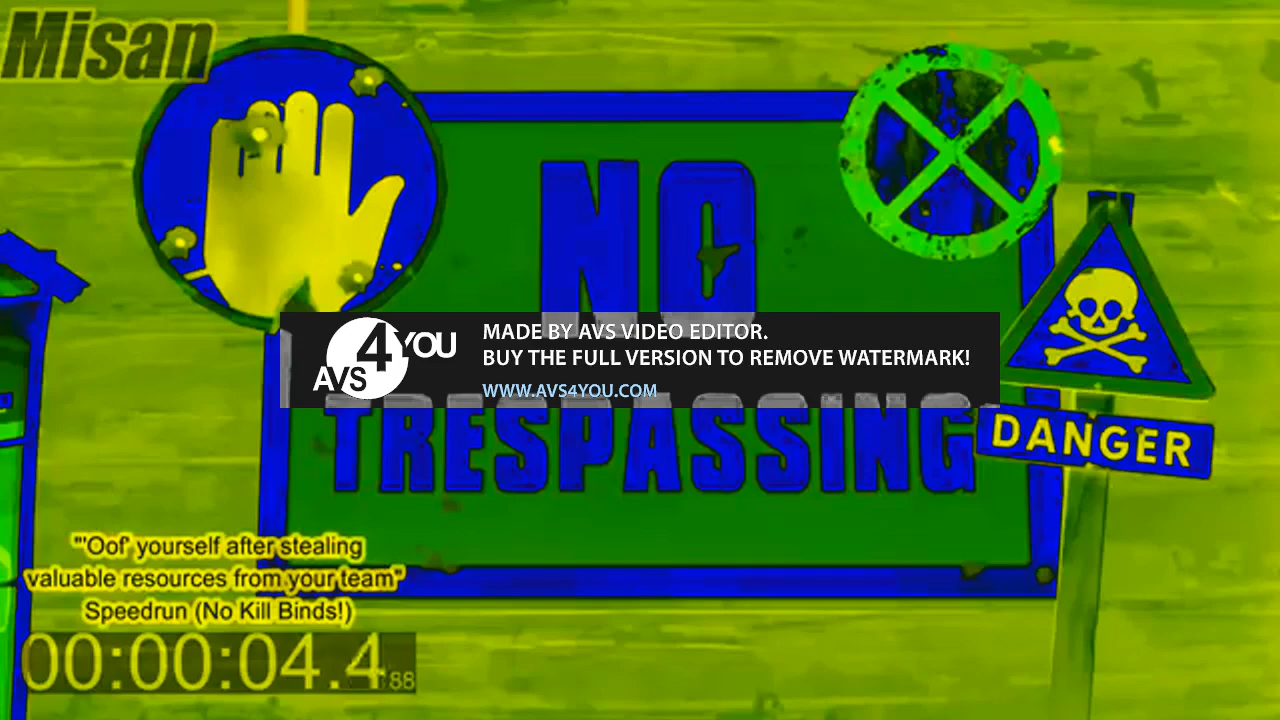 Misan
NO
AVS4YOU
MADE BY AVS VIDEO EDITOR.
BUY THE FULL VERSION TO REMOVE WATERMARK!
WWW.AVS4YOU.COM
TRESPASSING
DANGER
"'Oof' yourself after stealing
valuable resources from your team"
Speedrun (No Kill Binds!)
00:00:04.488